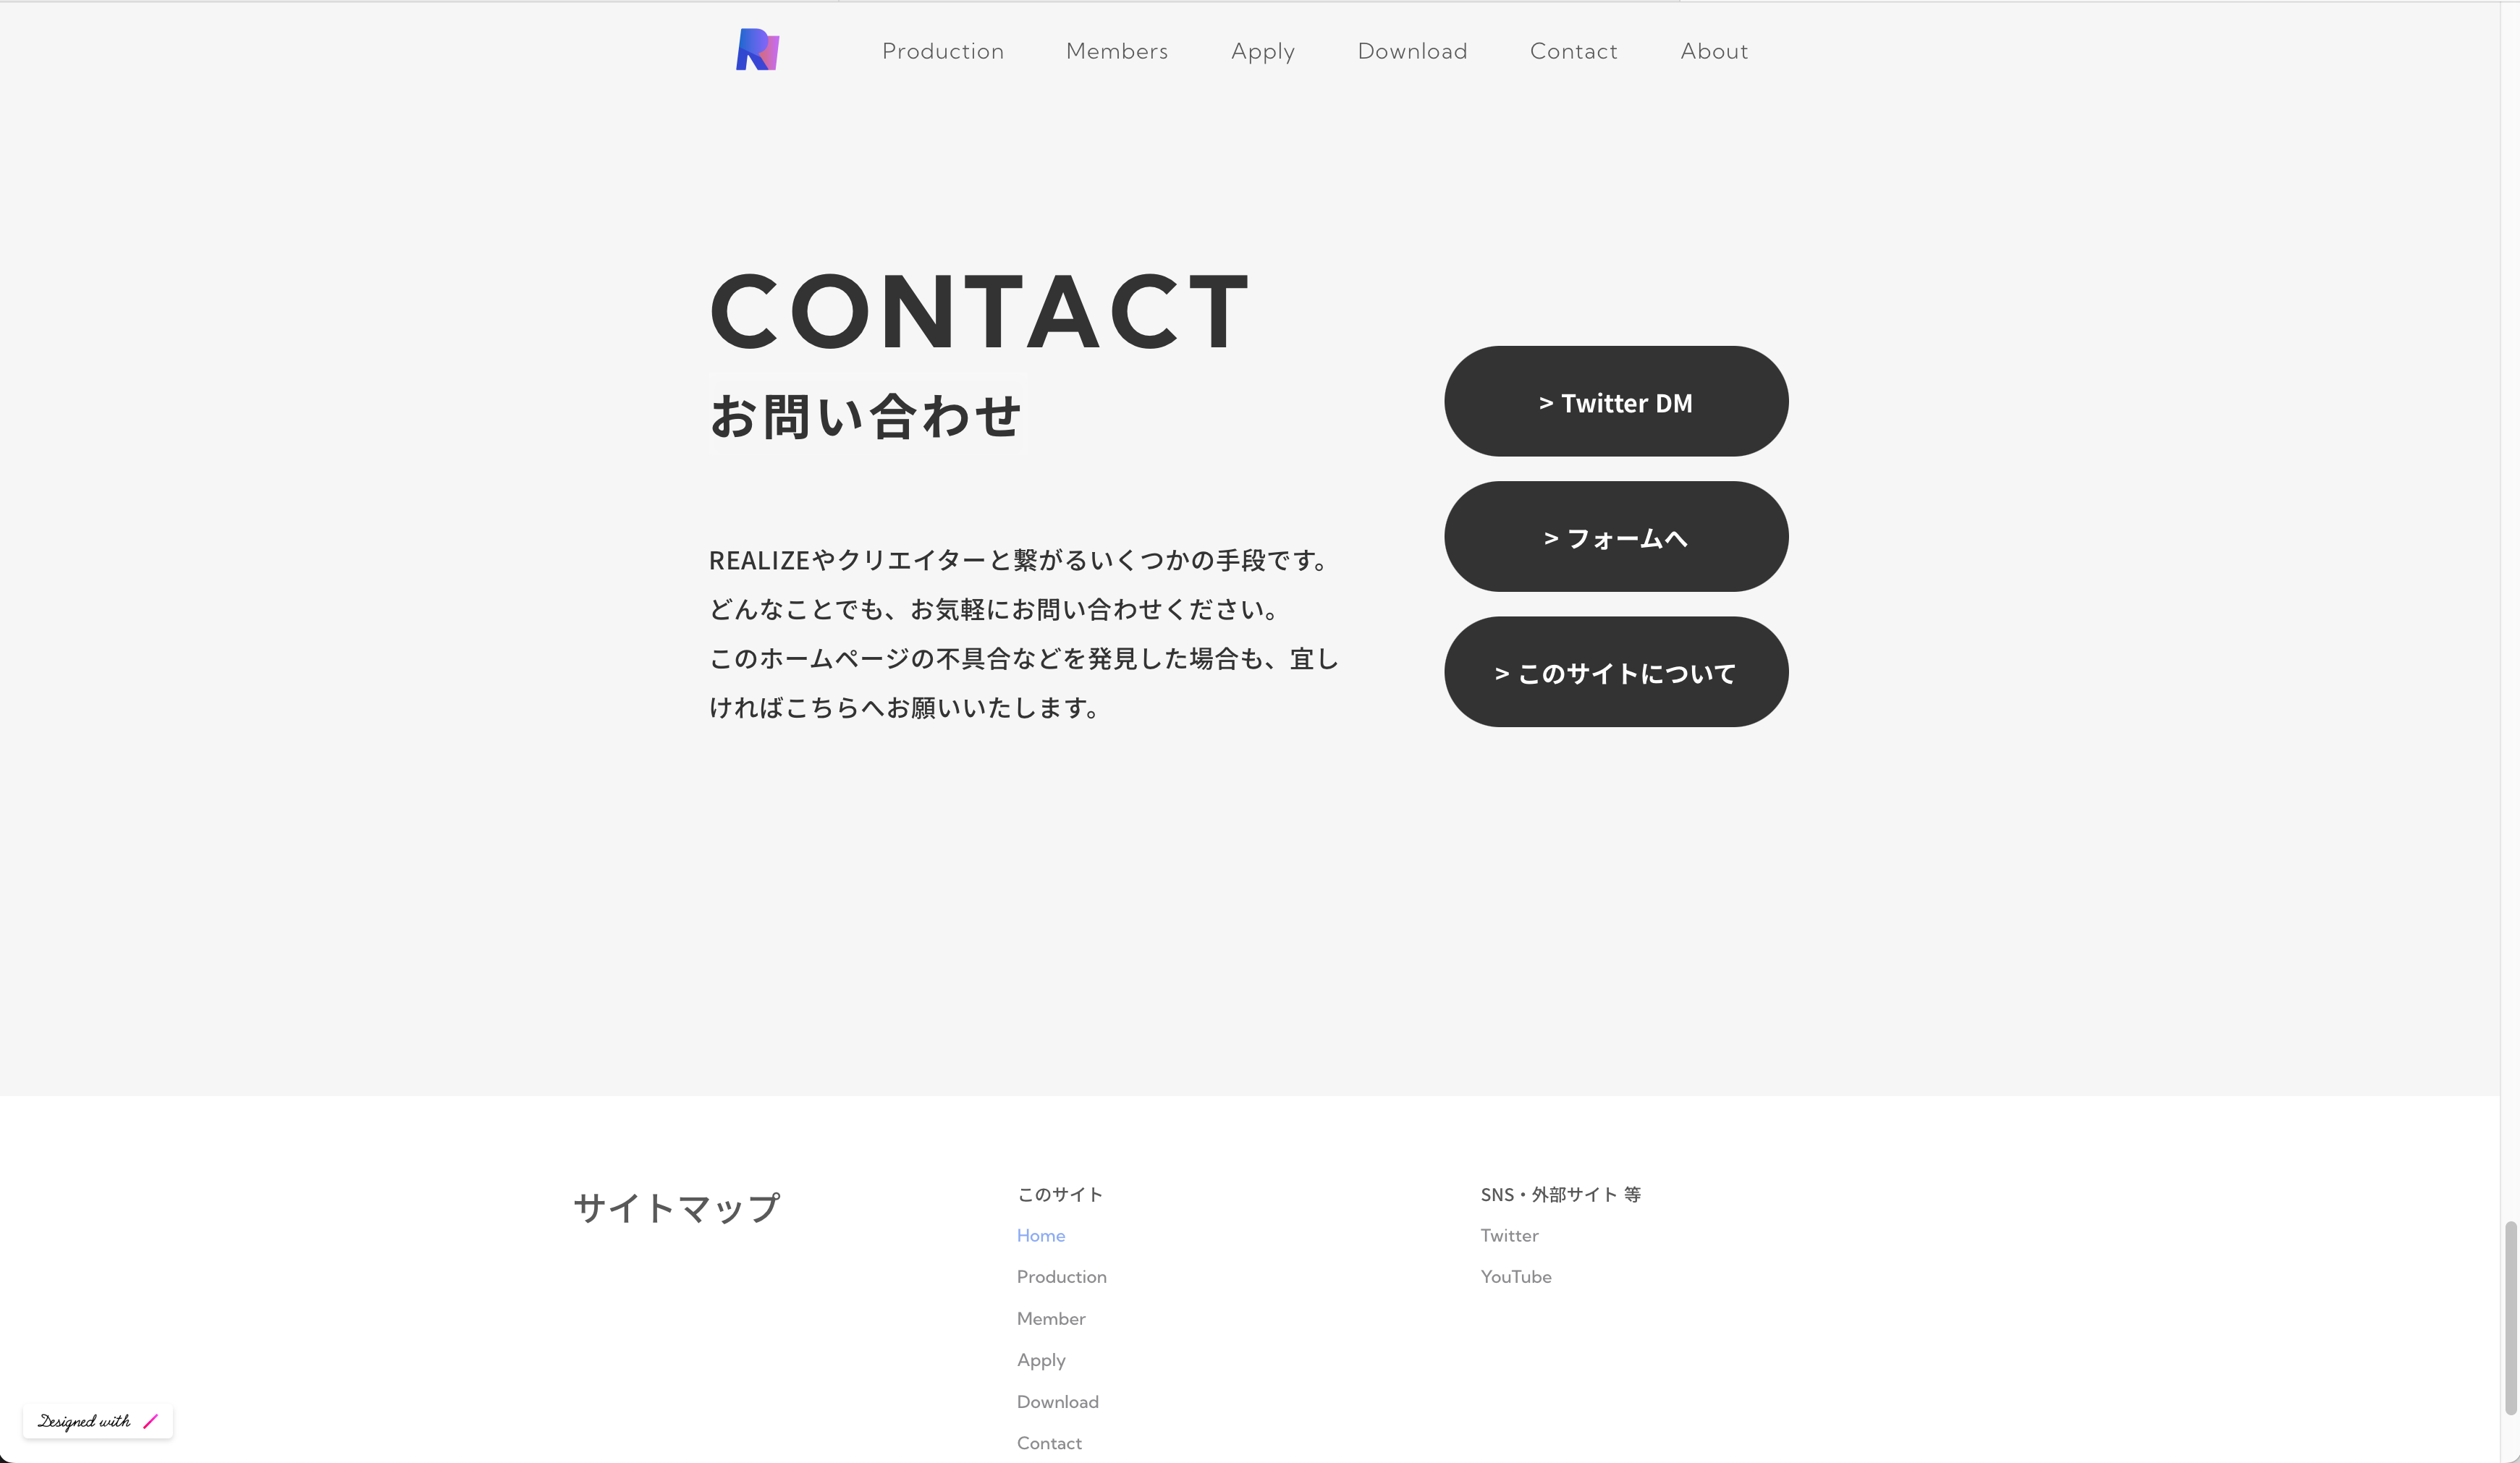 Production Members Apply Download Contact About
CONTACT
お問い合わせ
REALIZEやクリエイターと繋がるいくつかの手段です。
どんなことでも、お気軽にお問い合わせください。
このホームページの不具合などを発見した場合も、宜し
ければこちらへお願いいたします。
> Twitter DM
> フォームへ
> このサイトについて
サイトマップ
このサイト
Home
Production
Member
Apply
Download
Contact
SNS・外部サイト 等
Twitter
YouTube
Designed with